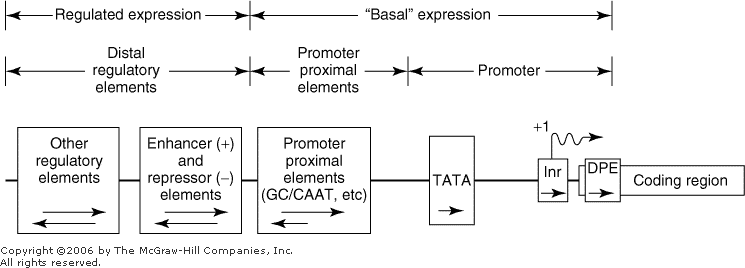 Regulated expression
“Basal” expression
Distal
regulatory
elements
Promoter
proximal
elements
Promoter
Other
regulatory
elements
Enhancer (+)
and
repressor (−)
elements
Promoter
proximal
elements
(GC/CAAT, etc)
TATA
+1
Inr
DPE
Coding region
Copyright ©2006 by The McGraw-Hill Companies, Inc.
All rights reserved.